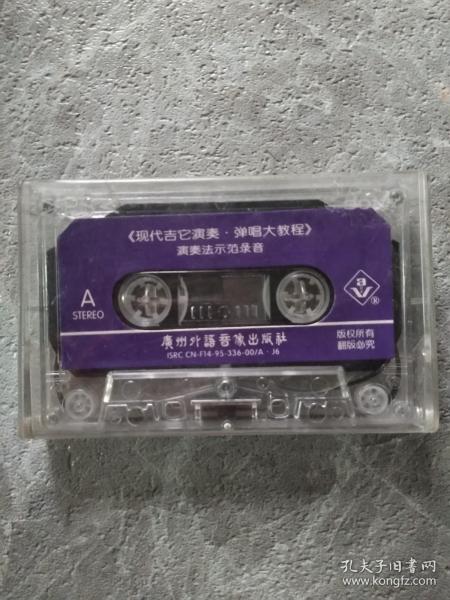 《现代吉它演奏·弹唱大教程》
演奏法示范录音
A
STEREO
av®
廣州外語音像出版社
ISRC CN-F14-95-336-00/A·J6
版权所有
翻版必究
孔夫子旧书网
www.kongfz.com